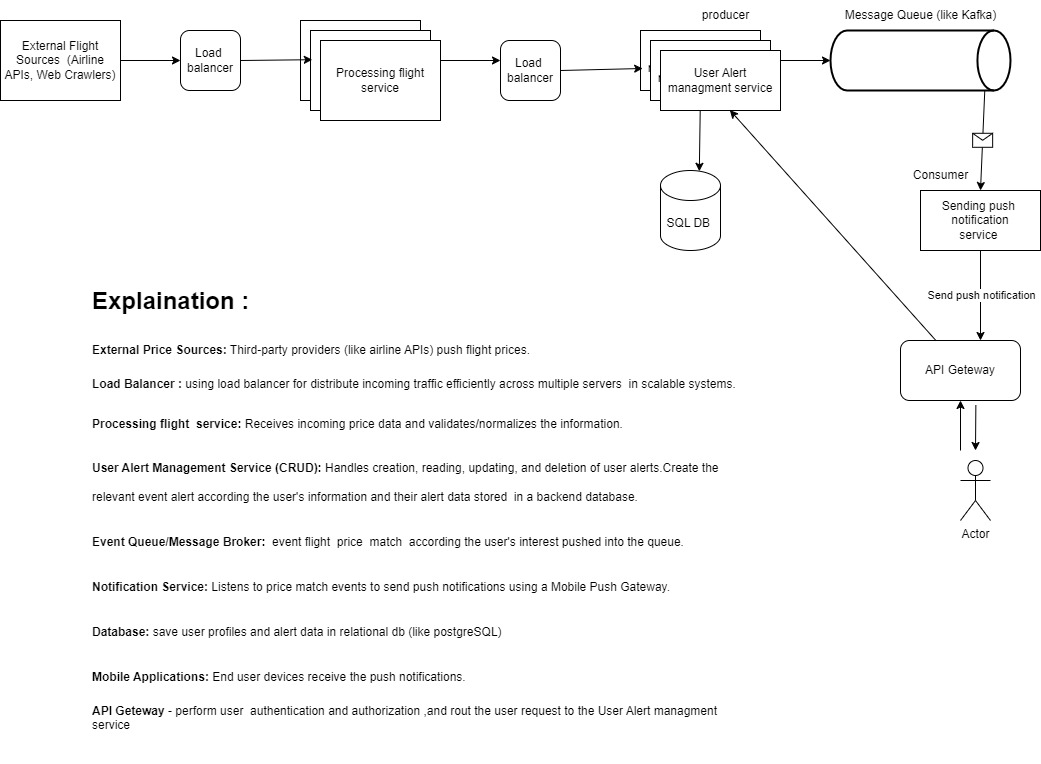 producer
Message Queue (like Kafka)
External Flight
Sources (Airline
APIs, Web Crawlers)
Load
balancer
Processing flight
service
Load
balancer
User Alert
managment service
Consumer
Sending push
notification
service
SQL DB
Send push notification
API Geteway
Actor
Explaination :
External Price Sources: Third-party providers (like airline APIs) push flight prices.
Load Balancer : using load balancer for distribute incoming traffic efficiently across multiple servers in scalable systems.
Processing flight service: Receives incoming price data and validates/normalizes the information.
User Alert Management Service (CRUD): Handles creation, reading, updating, and deletion of user alerts.Create the
relevant event alert according the user's information and their alert data stored in a backend database.
Event Queue/Message Broker: event flight price match according the user's interest pushed into the queue.
Notification Service: Listens to price match events to send push notifications using a Mobile Push Gateway.
Database: save user profiles and alert data in relational db (like postgreSQL)
Mobile Applications: End user devices receive the push notifications.
API Geteway - perform user authentication and authorization ,and rout the user request to the User Alert managment
service